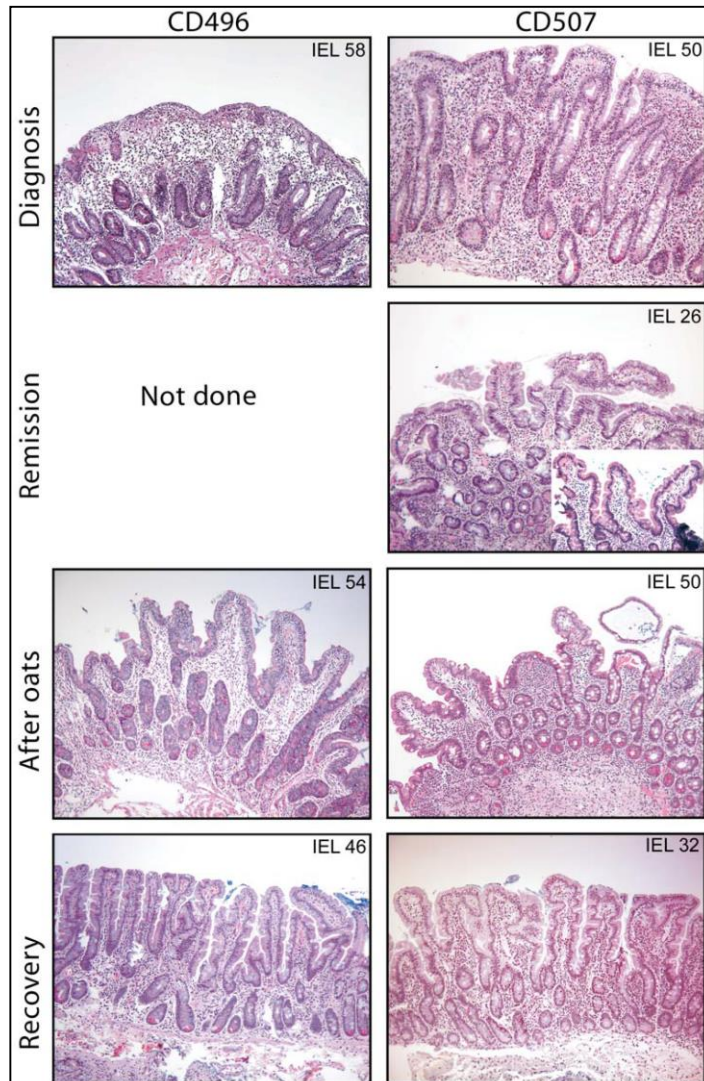 CD496 CD507
Diagnosis
IEL 58
IEL 50
Remission
Not done
IEL 26
After oats
IEL 54
IEL 50
Recovery
IEL 46
IEL 32